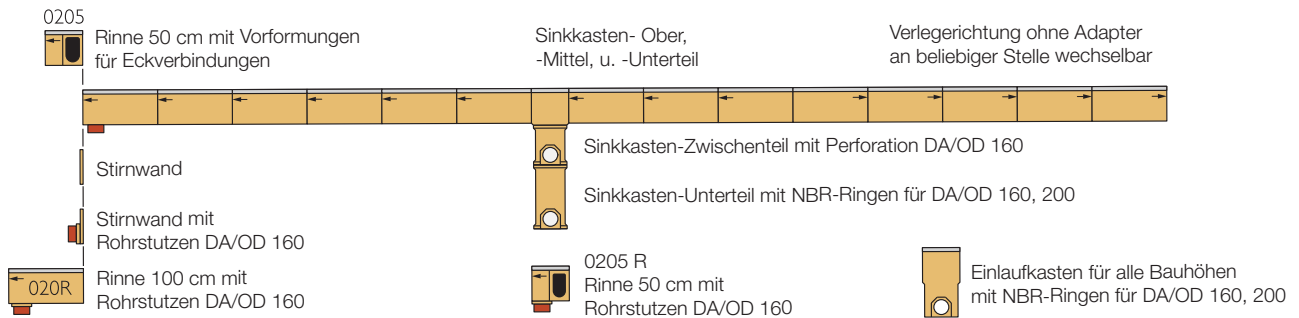 0205
Rinne 50 cm mit Vorformungen
für Eckverbindungen
Sinkkasten- Ober,
-Mittel, u. -Unterteil
Verlegerichtung ohne Adapter
an beliebiger Stelle wechselbar
Sinkkasten-Zwischenteil mit Perforation DA/OD 160
Stirnwand
Sinkkasten-Unterteil mit NBR-Ringen für DA/OD 160, 200
Stirnwand mit
Rohrstutzen DA/OD 160
020R
Rinne 100 cm mit
Rohrstutzen DA/OD 160
0205 R
Rinne 50 cm mit
Rohrstutzen DA/OD 160
Einlaufkasten für alle Bauhöhen
mit NBR-Ringen für DA/OD 160, 200